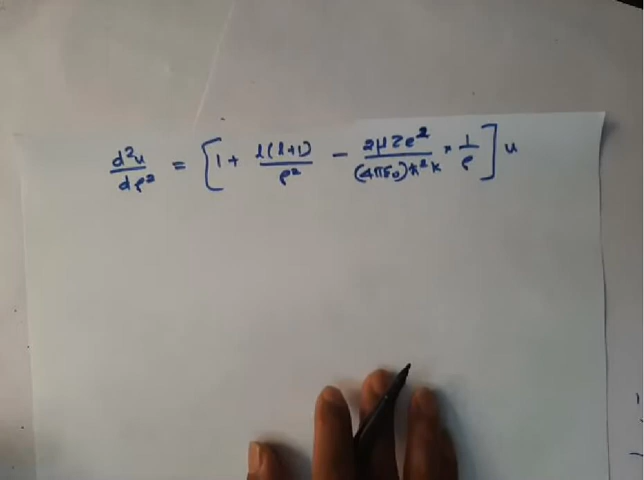 d²u/dρ² = [1 + l(l+1)/ρ² − 2μZe²/(4πε₀)ħ²k · 1/ρ] u